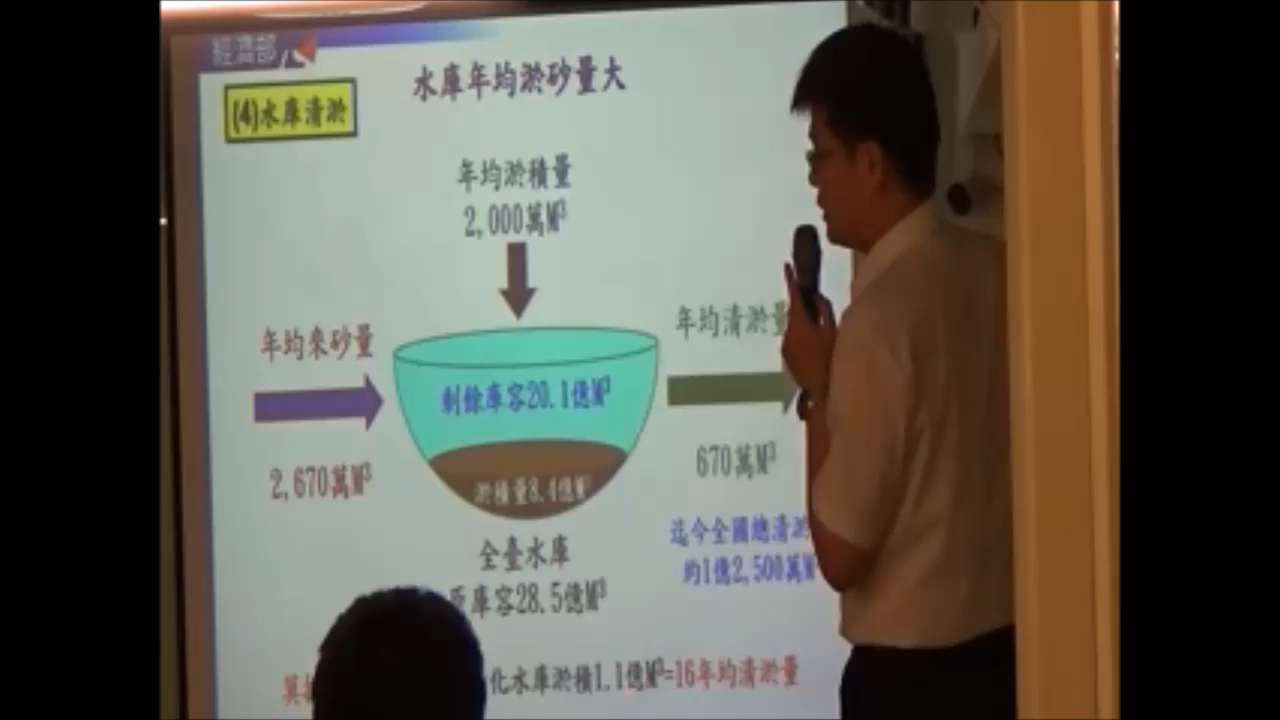 經濟部
水庫年均淤砂量大
(4)水庫清淤
年均淤積量
2,000萬M³
年均來砂量
年均清淤量
剩餘庫容20.1億M³
2,670萬M³
670萬M³
淤積量8.4億M³
全臺水庫
原庫容28.5億M³
迄今全國總清淤
約1億2,500萬M³
化水庫淤積1.1億M³=16年均清淤量